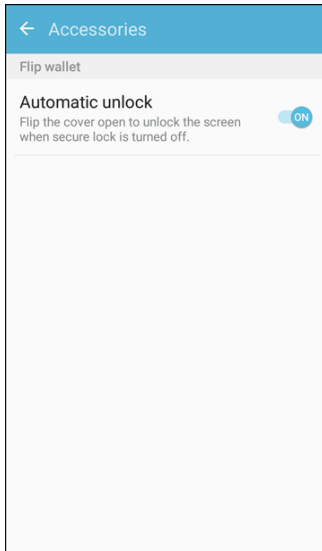 Accessories
Flip wallet
Automatic unlock
Flip the cover open to unlock the screen
when secure lock is turned off.
ON